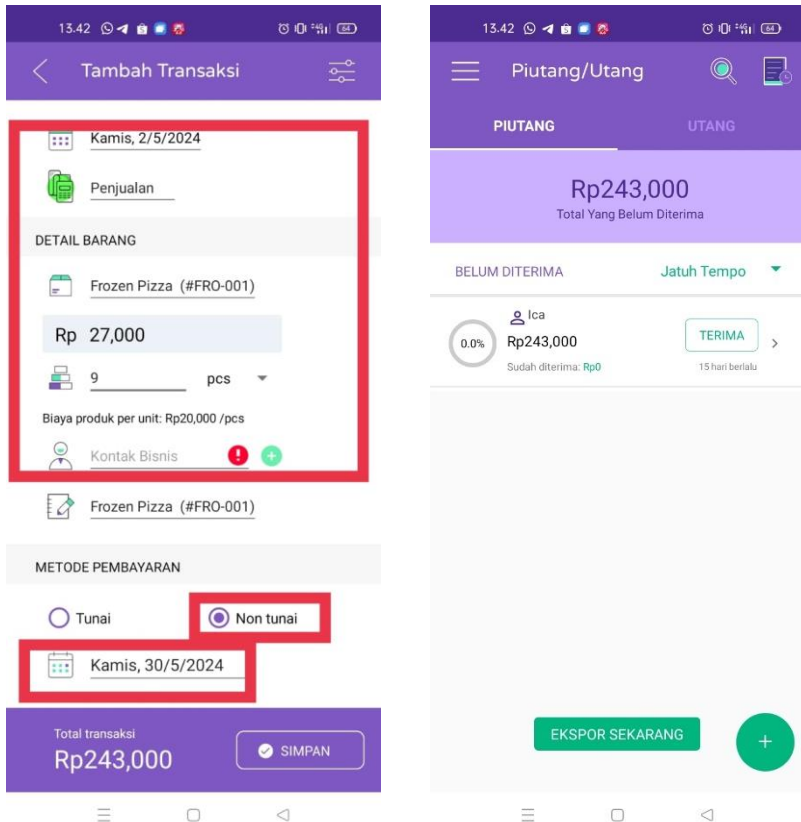 13.42
64
Tambah Transaksi
Kamis, 2/5/2024
Penjualan
DETAIL BARANG
Frozen Pizza (#FRO-001)
Rp 27,000
9 pcs
Biaya produk per unit: Rp20,000 /pcs
Kontak Bisnis
Frozen Pizza (#FRO-001)
METODE PEMBAYARAN
Tunai
Non tunai
Kamis, 30/5/2024
Total transaksi
Rp243,000
SIMPAN
13.42
64
Piutang/Utang
PIUTANG
UTANG
Rp243,000
Total Yang Belum Diterima
BELUM DITERIMA
Jatuh Tempo
Ica
0.0%
Rp243,000
TERIMA
Sudah diterima: Rp0
15 hari berlalu
EKSPOR SEKARANG